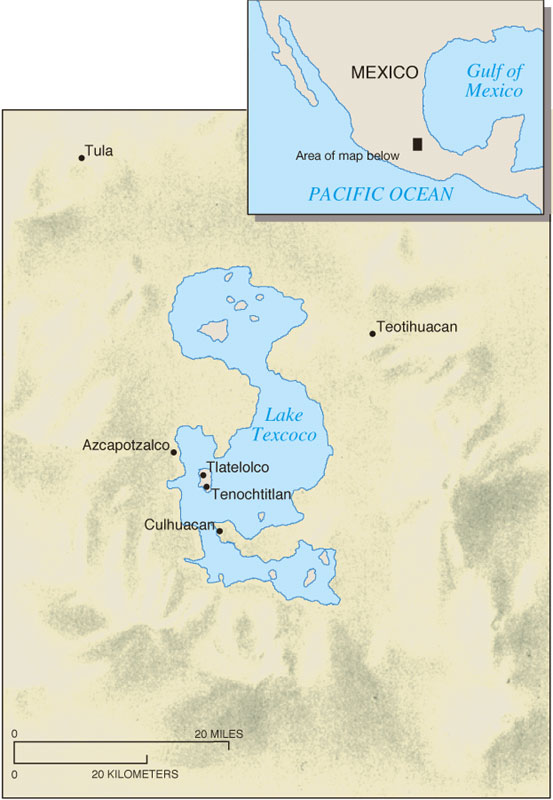 MEXICO
Gulf of
Mexico
Area of map below
PACIFIC OCEAN
Tula
Teotihuacan
Lake
Texcoco
Azcapotzalco
Tlatelolco
Tenochtitlan
Culhuacan
0 20 MILES
0 20 KILOMETERS